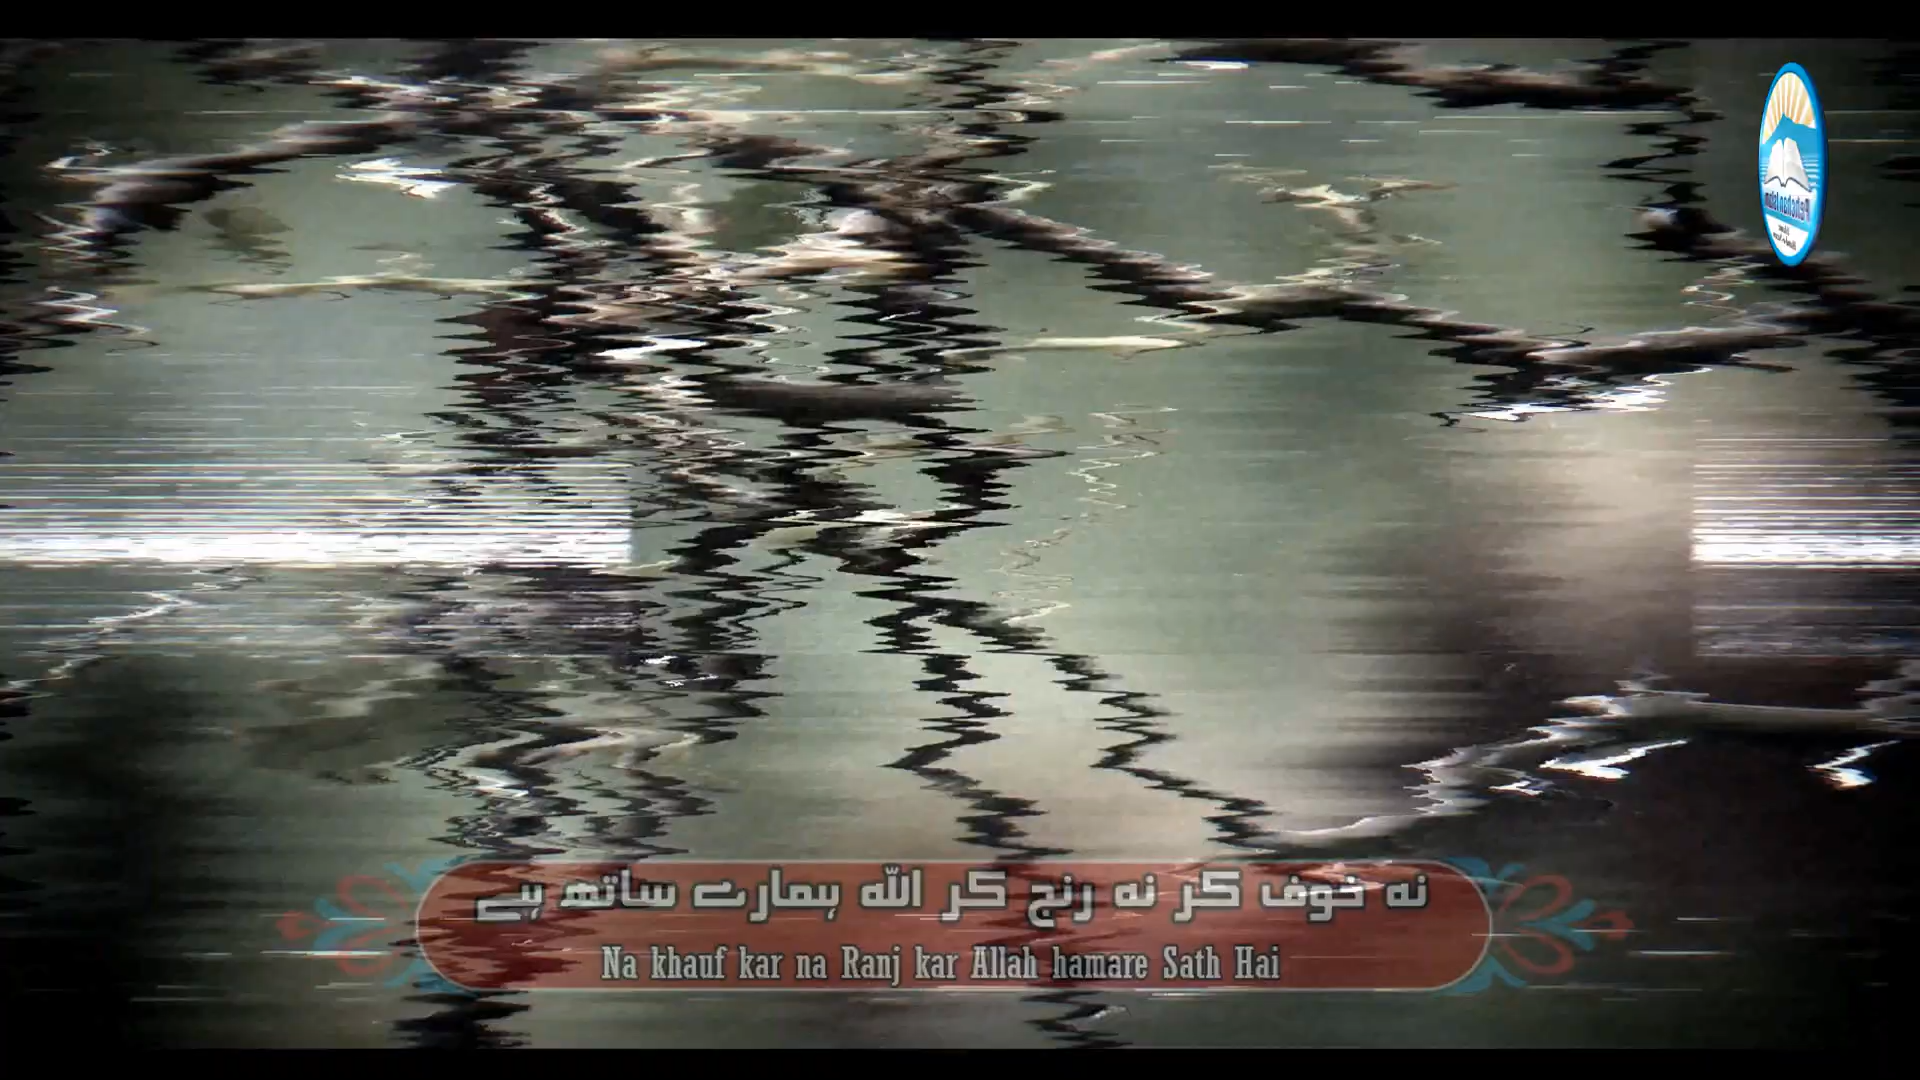 نہ خوف کر نہ رنج کر اللہ ہمارے ساتھ ہے
Na khauf kar na Ranj kar Allah hamare Sath Hai
PehchanIslam